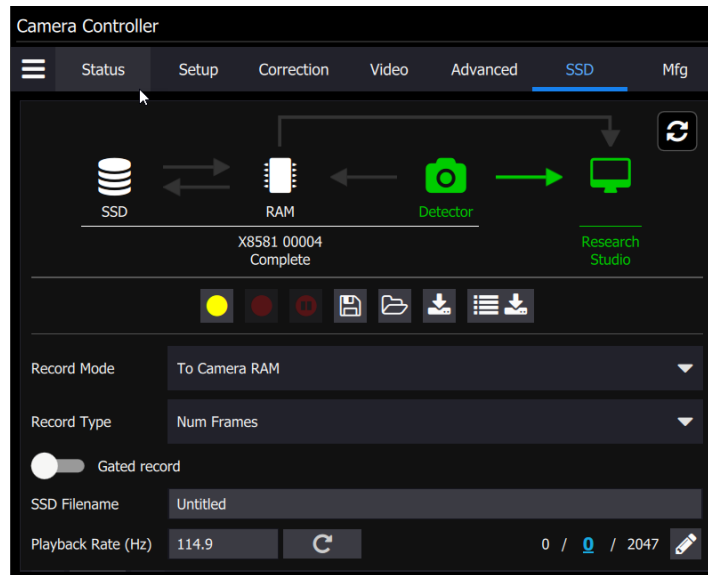 Camera Controller
Status Setup Correction Video Advanced SSD Mfg
SSD RAM Detector
X8581 00004
Complete
Research
Studio
Record Mode To Camera RAM
Record Type Num Frames
Gated record
SSD Filename Untitled
Playback Rate (Hz) 114.9 0 / 0 / 2047